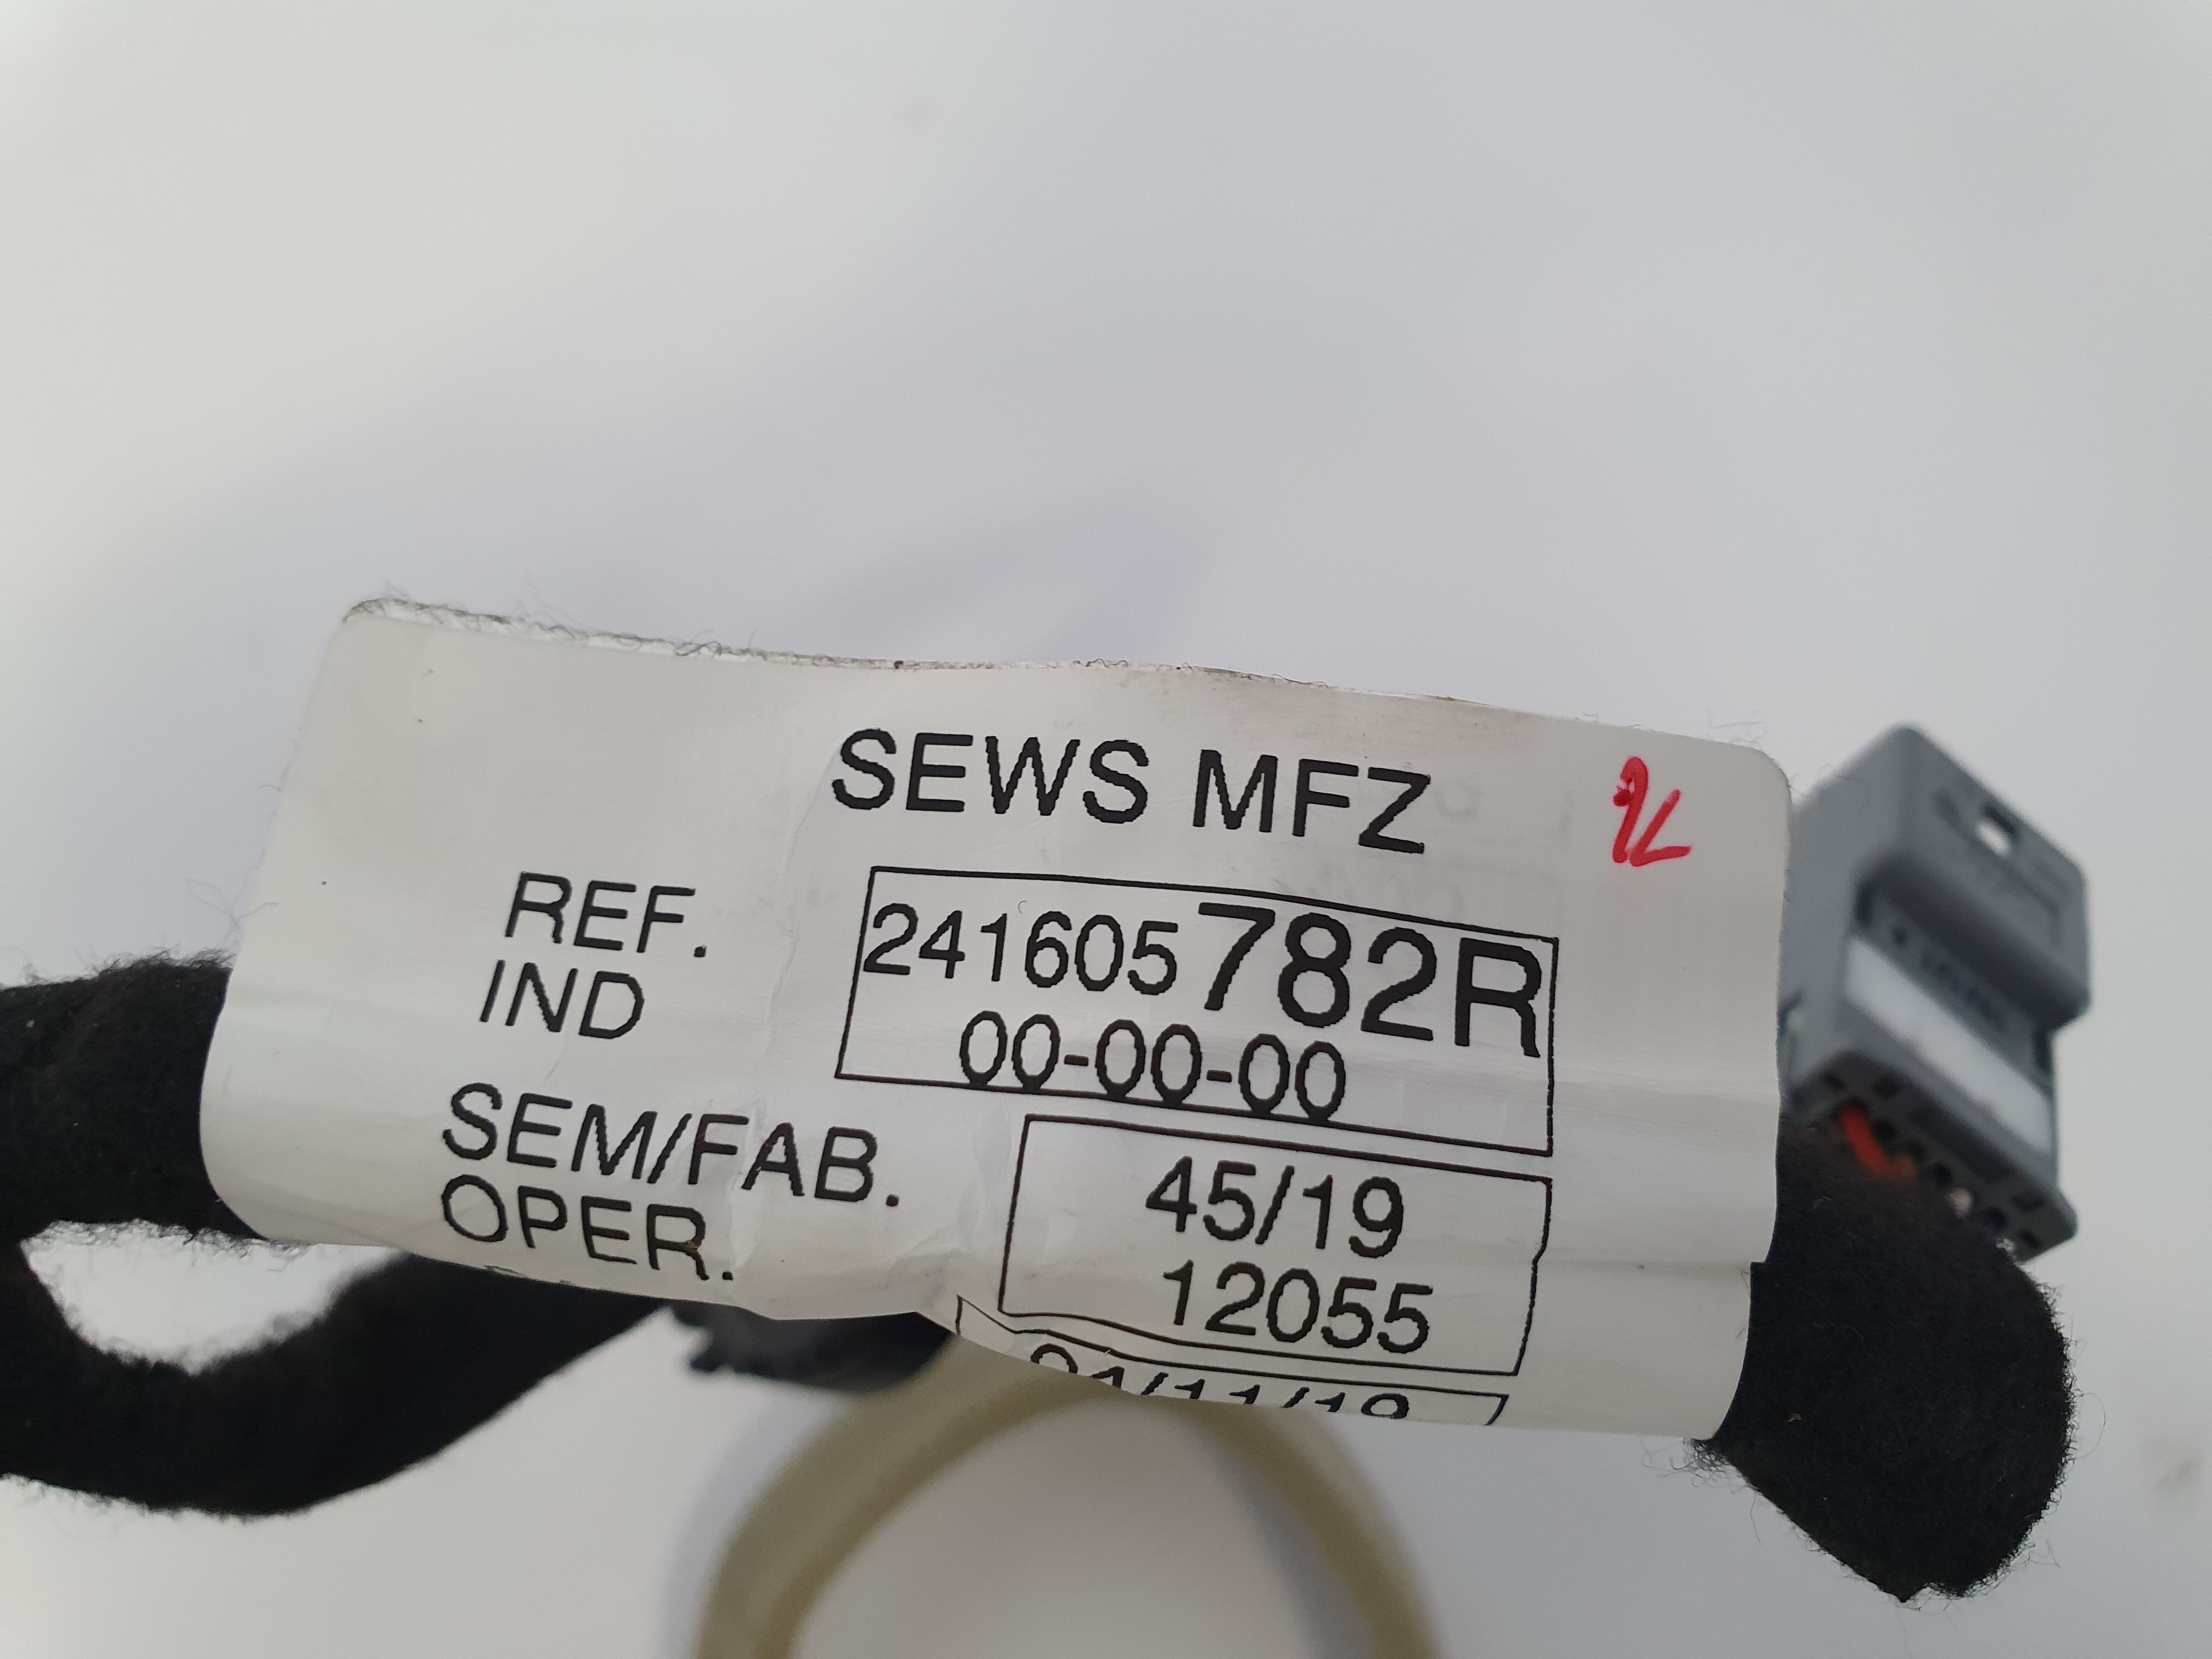 SEWS MFZ
REF. 241605782R
IND 00-00-00
SEM/FAB. 45/19
OPER. 12055